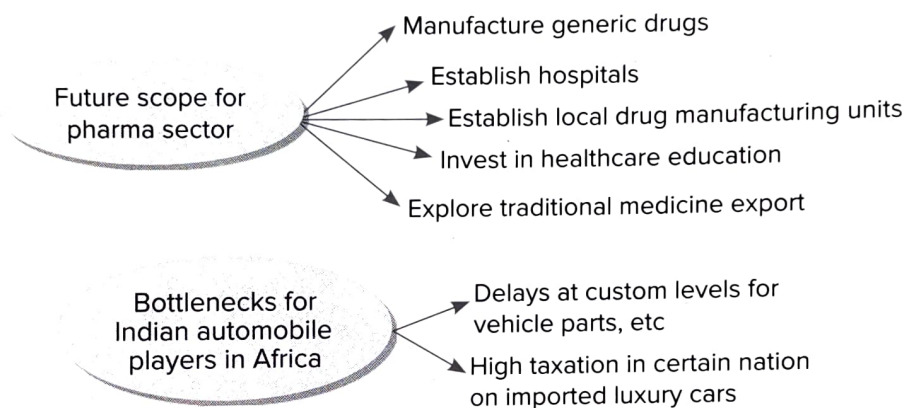 Manufacture generic drugs
Establish hospitals
Future scope for
pharma sector
Establish local drug manufacturing units
Invest in healthcare education
Explore traditional medicine export
Bottlenecks for
Indian automobile
players in Africa
Delays at custom levels for
vehicle parts, etc
High taxation in certain nation
on imported luxury cars